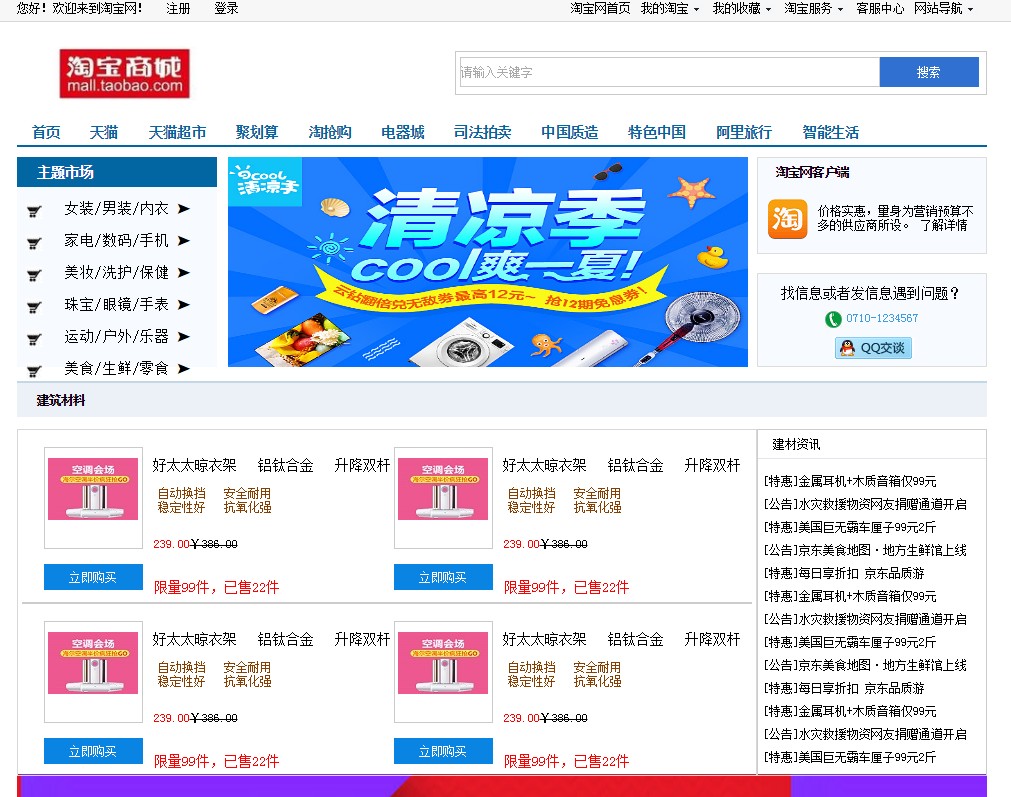 您好！欢迎来到淘宝网！ 注册 登录 淘宝网首页 我的淘宝 我的收藏 淘宝服务 客服中心 网站导航
淘宝商城
mall.taobao.com
请输入关键字 搜索
首页 天猫 天猫超市 聚划算 淘抢购 电器城 司法拍卖 中国质造 特色中国 阿里旅行 智能生活
主题市场
女装/男装/内衣
家电/数码/手机
美妆/洗护/保健
珠宝/眼镜/手表
运动/户外/乐器
美食/生鲜/零食
cool
清凉季
清凉季
cool爽一夏!
云钻翻倍兑无敌券最高12元~ 抢12期免息券!
淘宝网客户端
淘
价格实惠，量身为营销预算不
多的供应商所设。 了解详情
找信息或者发信息遇到问题？
0710-1234567
QQ交谈
建筑材料
空调会场
好太太晾衣架 铝钛合金 升降双杆
自动换挡 安全耐用
稳定性好 抗氧化强
239.00￥386.00
立即购买 限量99件，已售22件
空调会场
好太太晾衣架 铝钛合金 升降双杆
自动换挡 安全耐用
稳定性好 抗氧化强
239.00￥386.00
立即购买 限量99件，已售22件
空调会场
好太太晾衣架 铝钛合金 升降双杆
自动换挡 安全耐用
稳定性好 抗氧化强
239.00￥386.00
立即购买 限量99件，已售22件
空调会场
好太太晾衣架 铝钛合金 升降双杆
自动换挡 安全耐用
稳定性好 抗氧化强
239.00￥386.00
立即购买 限量99件，已售22件
建材资讯
[特惠]金属耳机+木质音箱仅99元
[公告]水灾救援物资网友捐赠通道开启
[特惠]美国巨无霸车厘子99元2斤
[公告]京东美食地图·地方生鲜馆上线
[特惠]每日享折扣 京东品质游
[特惠]金属耳机+木质音箱仅99元
[公告]水灾救援物资网友捐赠通道开启
[特惠]美国巨无霸车厘子99元2斤
[公告]京东美食地图·地方生鲜馆上线
[特惠]每日享折扣 京东品质游
[特惠]金属耳机+木质音箱仅99元
[公告]水灾救援物资网友捐赠通道开启
[特惠]美国巨无霸车厘子99元2斤